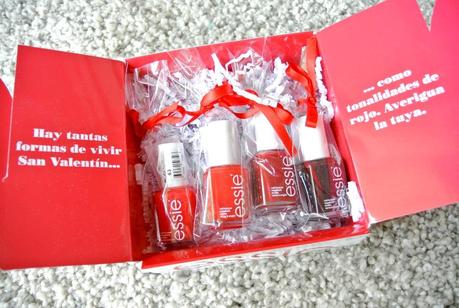 Hay tantas
formas de vivir
San Valentín...
... como
tonalidades de
rojo. Averigua
la tuya.
essie
essie
essie
essie